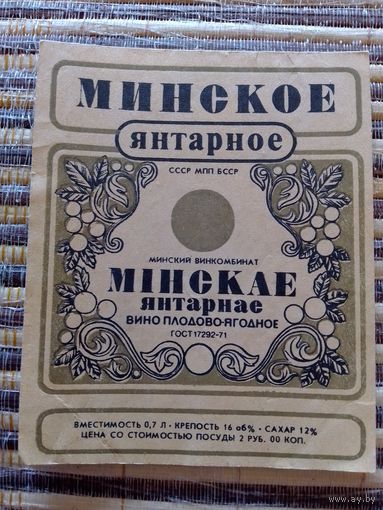 МИНСКОЕ
янтарное
СССР МПП БССР
МИНСКИЙ ВИНКОМБИНАТ
МІНСКАЕ
янтарнае
ВИНО ПЛОДОВО-ЯГОДНОЕ
ГОСТ 17292-71
ВМЕСТИМОСТЬ 0,7 Л · КРЕПОСТЬ 16 об% · САХАР 12%
ЦЕНА СО СТОИМОСТЬЮ ПОСУДЫ 2 РУБ. 00 КОП.
www.ay.by